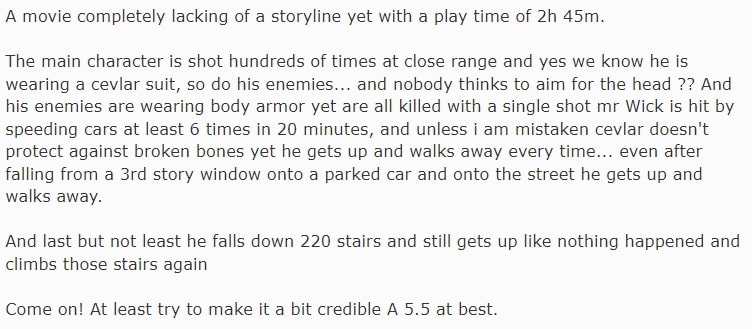 A movie completely lacking of a storyline yet with a play time of 2h 45m.
The main character is shot hundreds of times at close range and yes we know he is
wearing a cevlar suit, so do his enemies... and nobody thinks to aim for the head ?? And
his enemies are wearing body armor yet are all killed with a single shot mr Wick is hit by
speeding cars at least 6 times in 20 minutes, and unless i am mistaken cevlar doesn't
protect against broken bones yet he gets up and walks away every time... even after
falling from a 3rd story window onto a parked car and onto the street he gets up and
walks away.
And last but not least he falls down 220 stairs and still gets up like nothing happened and
climbs those stairs again
Come on! At least try to make it a bit credible A 5.5 at best.